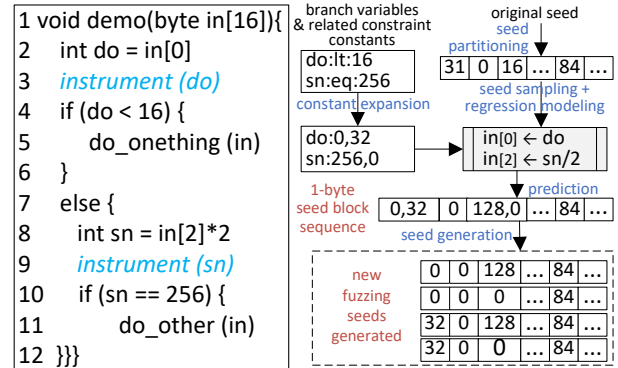 1 void demo(byte in[16]){
2 int do = in[0]
3 instrument (do)
4 if (do < 16) {
5 do_onething (in)
6 }
7 else {
8 int sn = in[2]*2
9 instrument (sn)
10 if (sn == 256) {
11 do_other (in)
12 }}}
branch variables
& related constraint
constants
do:lt:16
sn:eq:256
constant expansion
do:0,32
sn:256,0
original seed
seed
partitioning
31 0 16 ... 84 ...
seed sampling +
regression modeling
in[0] ← do
in[2] ← sn/2
prediction
1-byte
seed block
sequence
0,32 0 128,0 ... 84 ...
seed generation
new
fuzzing
seeds
generated
0 0 128 ... 84 ...
0 0 0 ... 84 ...
32 0 128 ... 84 ...
32 0 0 ... 84 ...